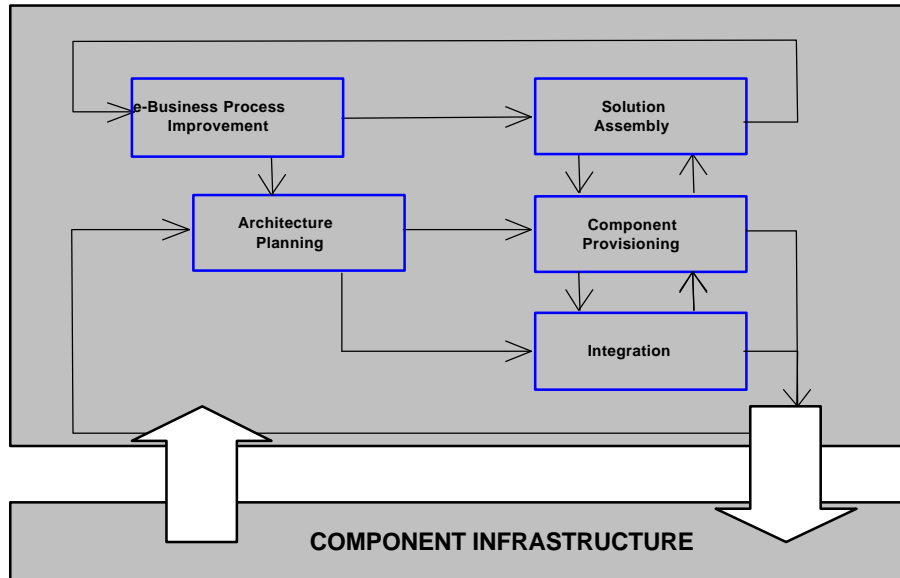 e-Business Process
Improvement
Solution
Assembly
Architecture
Planning
Component
Provisioning
Integration
COMPONENT INFRASTRUCTURE